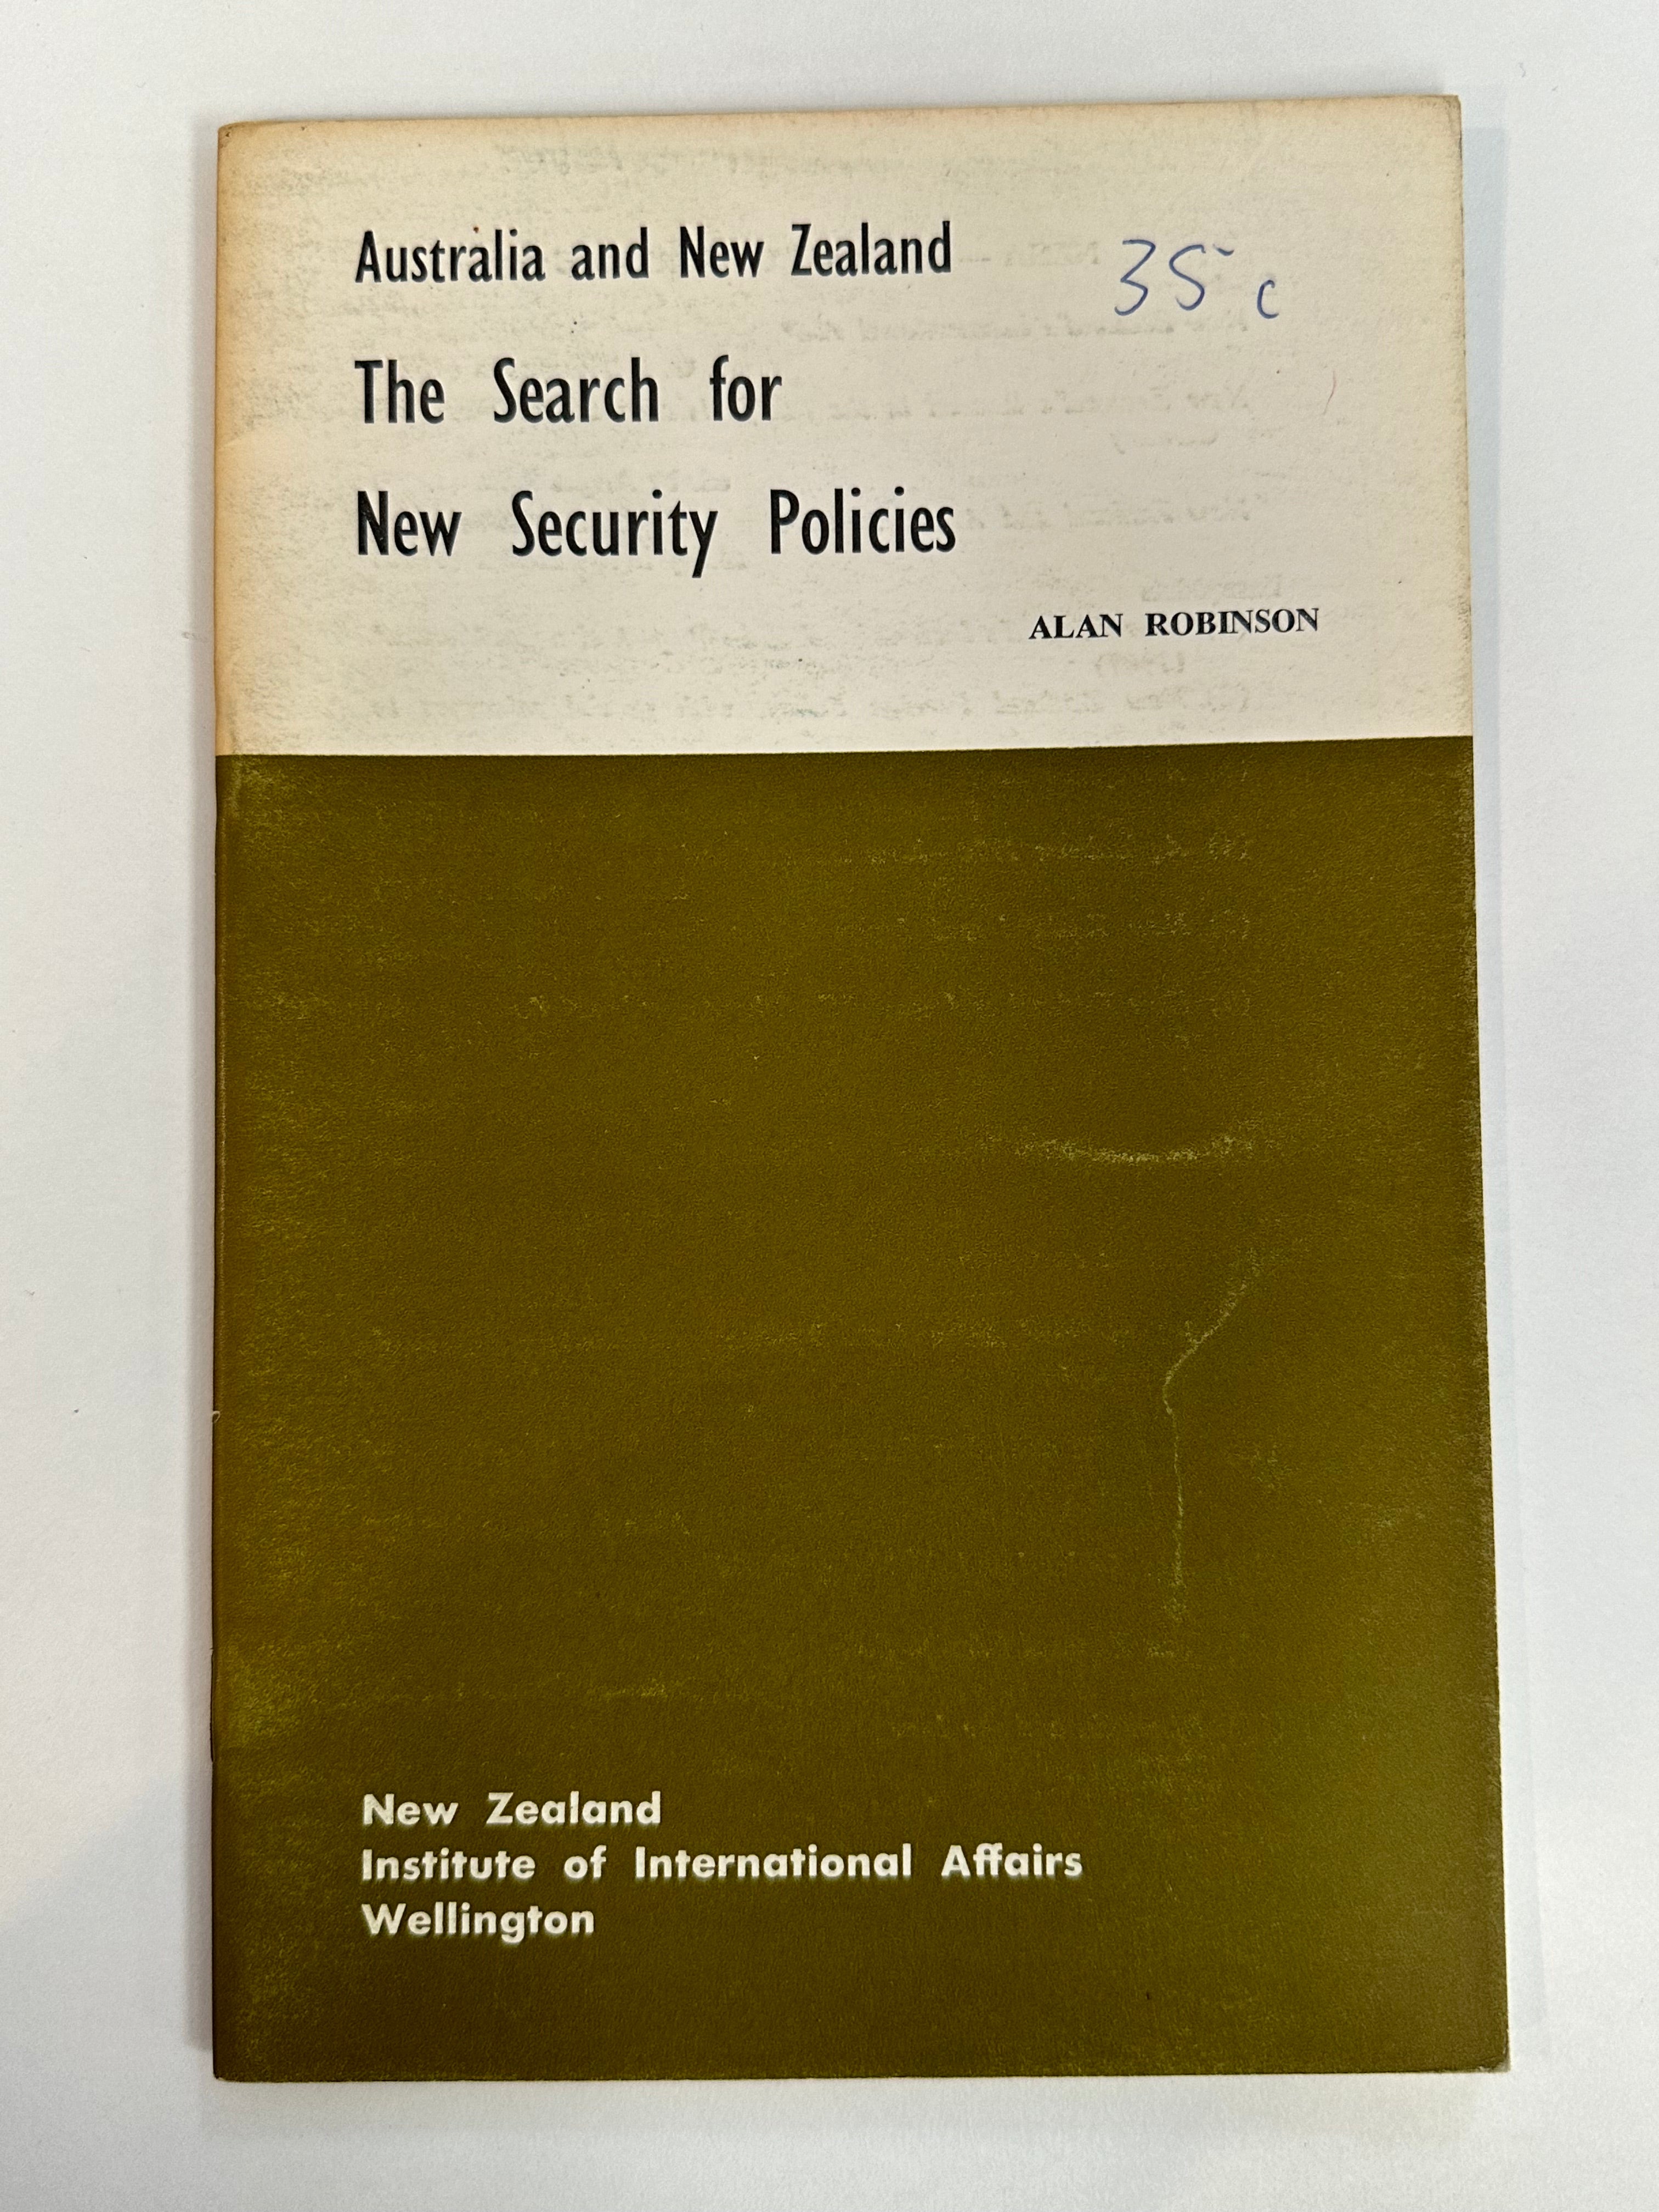 Australia and New Zealand
35 c
The Search for
New Security Policies
ALAN ROBINSON
New Zealand
Institute of International Affairs
Wellington